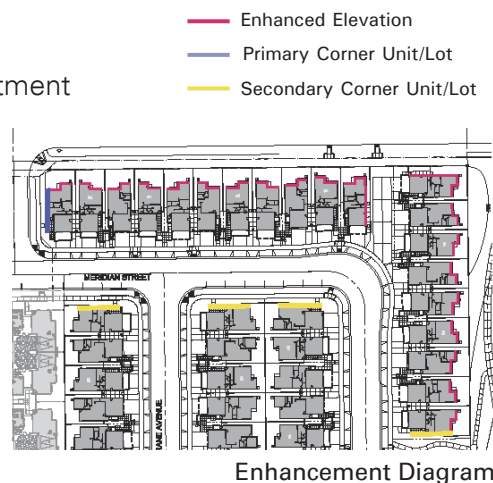 Enhanced Elevation
Primary Corner Unit/Lot
tment
Secondary Corner Unit/Lot
MERIDIAN STREET
ANE AVENUE
Enhancement Diagram